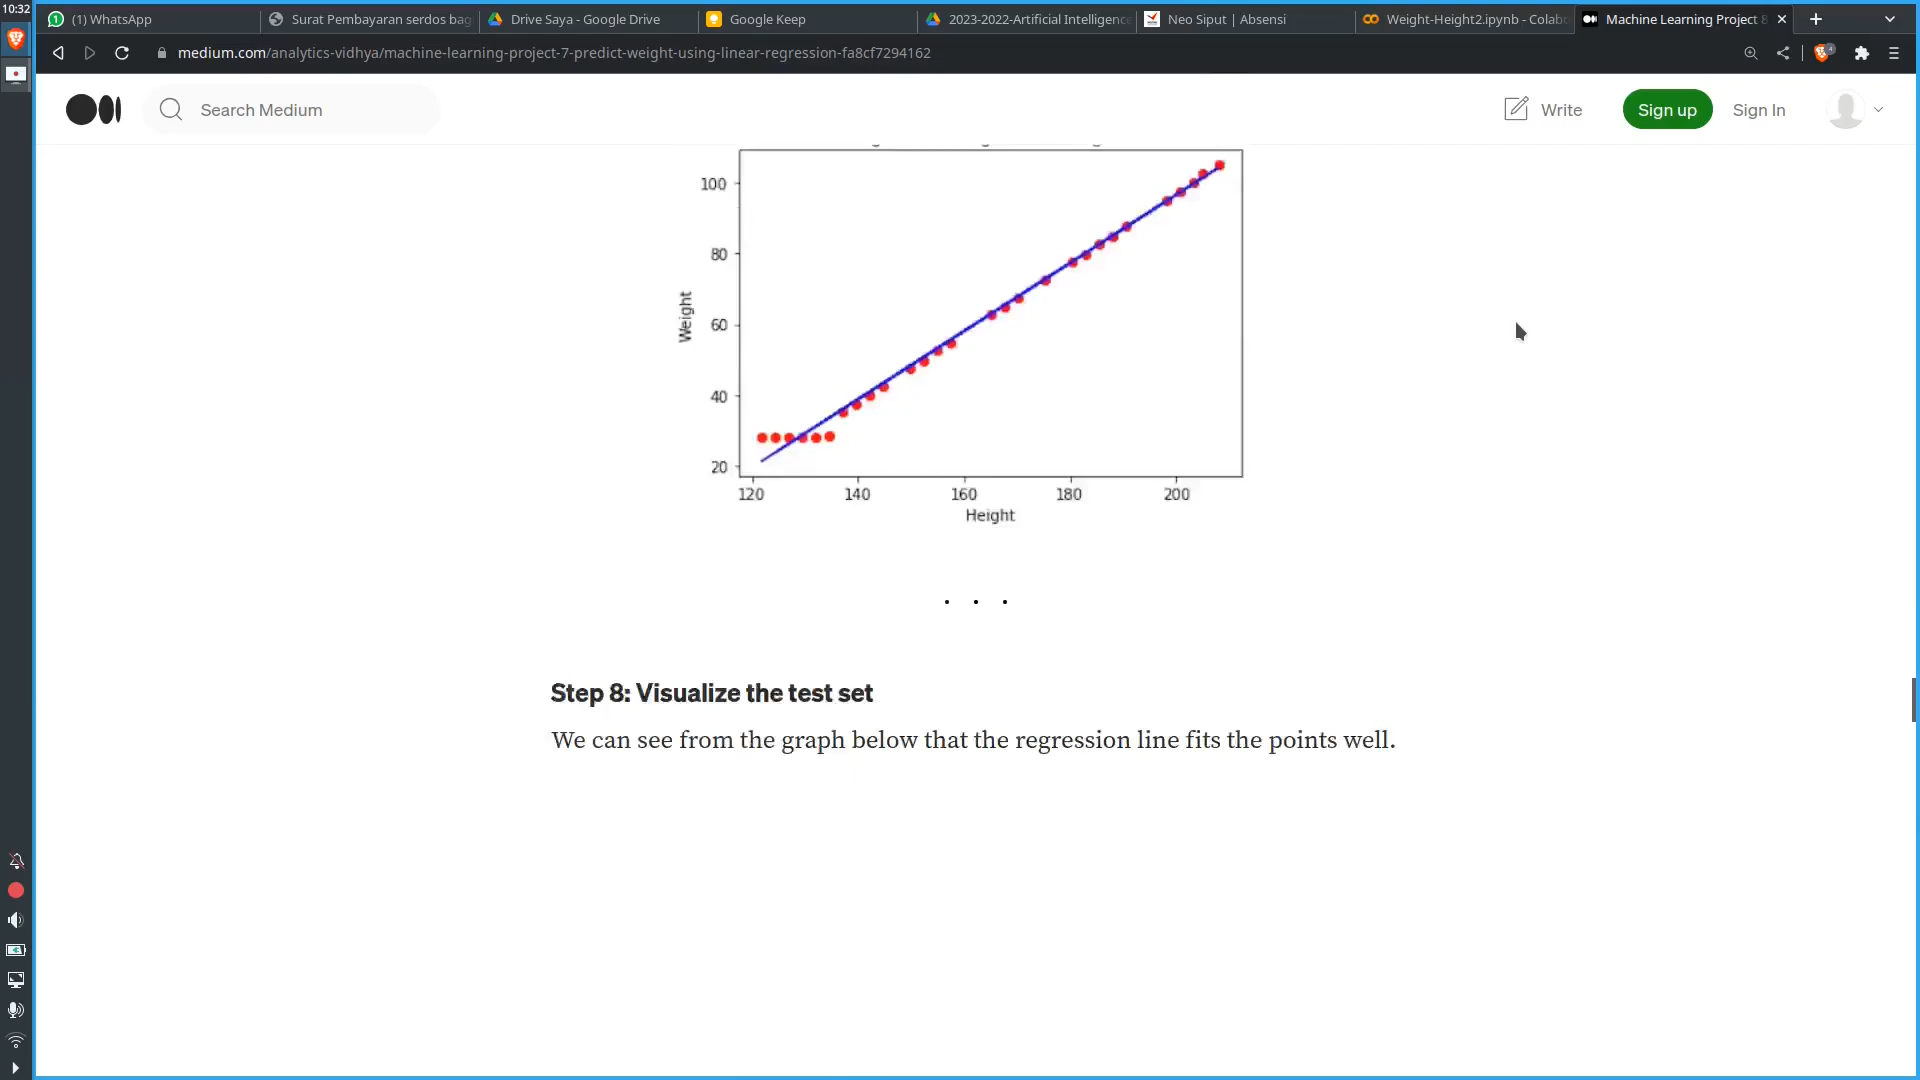 10:32
(1) WhatsApp
Surat Pembayaran serdos bag
Drive Saya - Google Drive
Google Keep
2023-2022-Artificial Intelligence
Neo Siput | Absensi
Weight-Height2.ipynb - Colab
Machine Learning Project 8
medium.com/analytics-vidhya/machine-learning-project-7-predict-weight-using-linear-regression-fa8cf7294162
Search Medium
Write
Sign up
Sign In
100
80
60
40
20
Weight
120 140 160 180 200
Height
. . .
Step 8: Visualize the test set
We can see from the graph below that the regression line fits the points well.